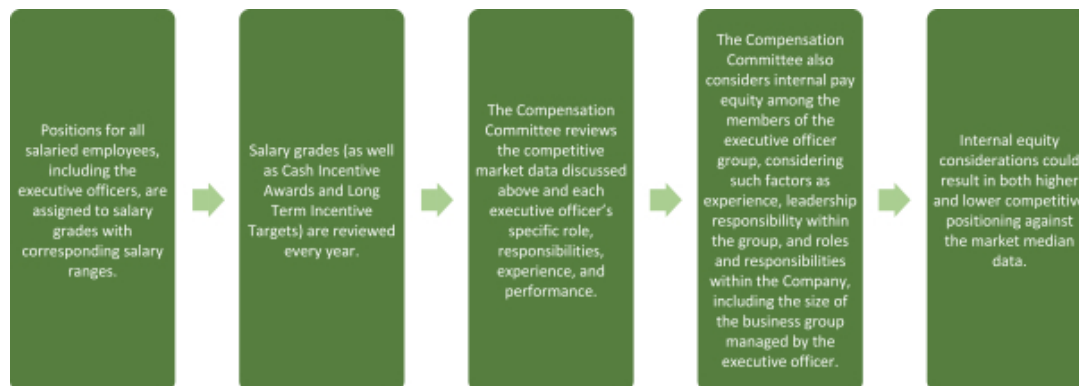 Positions for all
salaried employees,
including the
executive officers, are
assigned to salary
grades with
corresponding salary
ranges.
Salary grades (as well
as Cash Incentive
Awards and Long
Term Incentive
Targets) are reviewed
every year.
The Compensation
Committee reviews
the competitive
market data discussed
above and each
executive officer’s
specific role,
responsibilities,
experience, and
performance.
The Compensation
Committee also
considers internal pay
equity among the
members of the
executive officer
group, considering
such factors as
experience, leadership
responsibility within
the group, and roles
and responsibilities
within the Company,
including the size of
the business group
managed by the
executive officer.
Internal equity
considerations could
result in both higher
and lower competitive
positioning against
the market median
data.